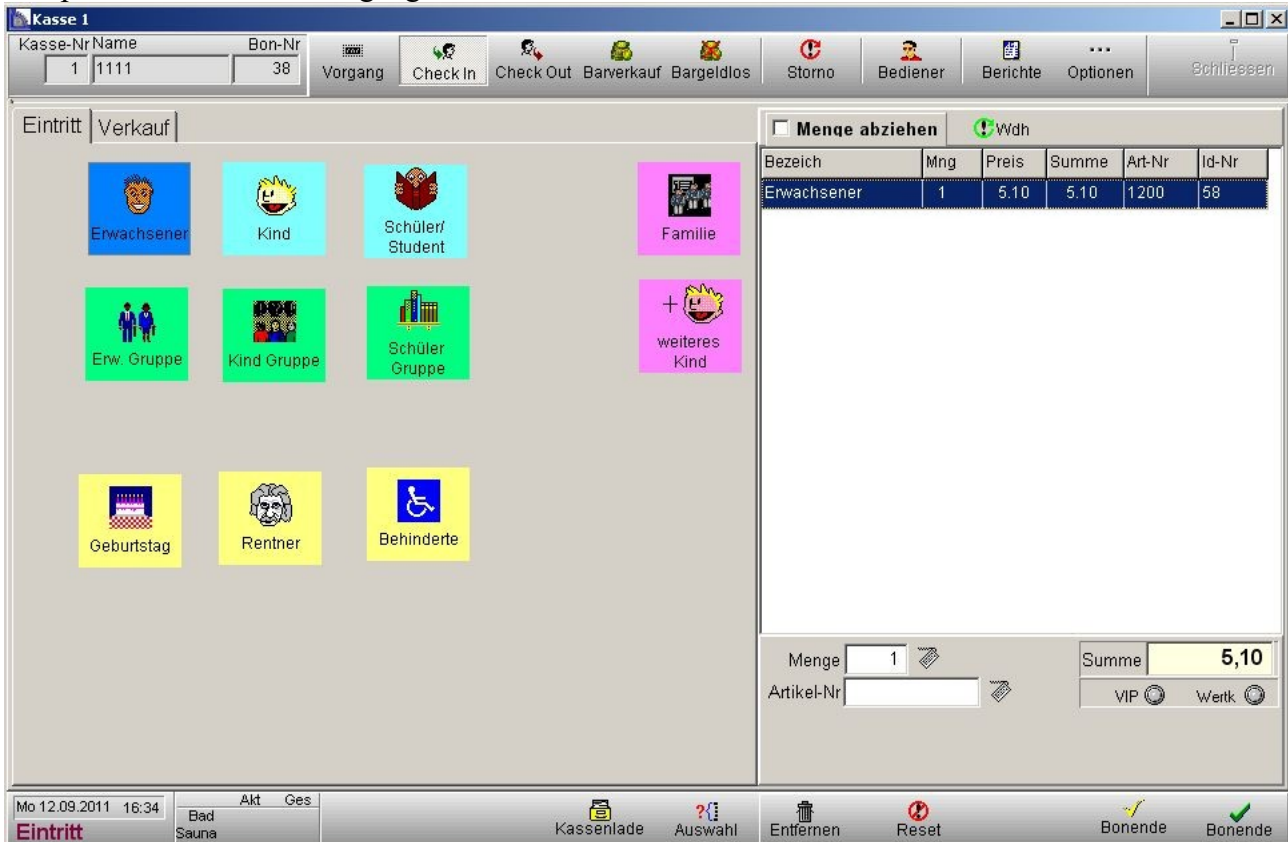 Kasse 1
Kasse-Nr Name Bon-Nr
1 1111 38
Vorgang Check In Check Out Barverkauf Bargeldlos Storno Bediener Berichte Optionen Schliessen
Eintritt Verkauf
Menge abziehen Wdh
Bezeich Mng Preis Summe Art-Nr Id-Nr
Erwachsener 1 5.10 5.10 1200 58
Erwachsener
Kind
Schüler/
Student
Familie
Erw. Gruppe
Kind Gruppe
Schüler
Gruppe
+
weiteres
Kind
Geburtstag
Rentner
Behinderte
Menge 1
Summe 5,10
Artikel-Nr
VIP Wertk
Mo 12.09.2011 16:34
Eintritt
Akt Ges
Bad
Sauna
Kassenlade ?{ Auswahl Entfernen Reset Bonende Bonende